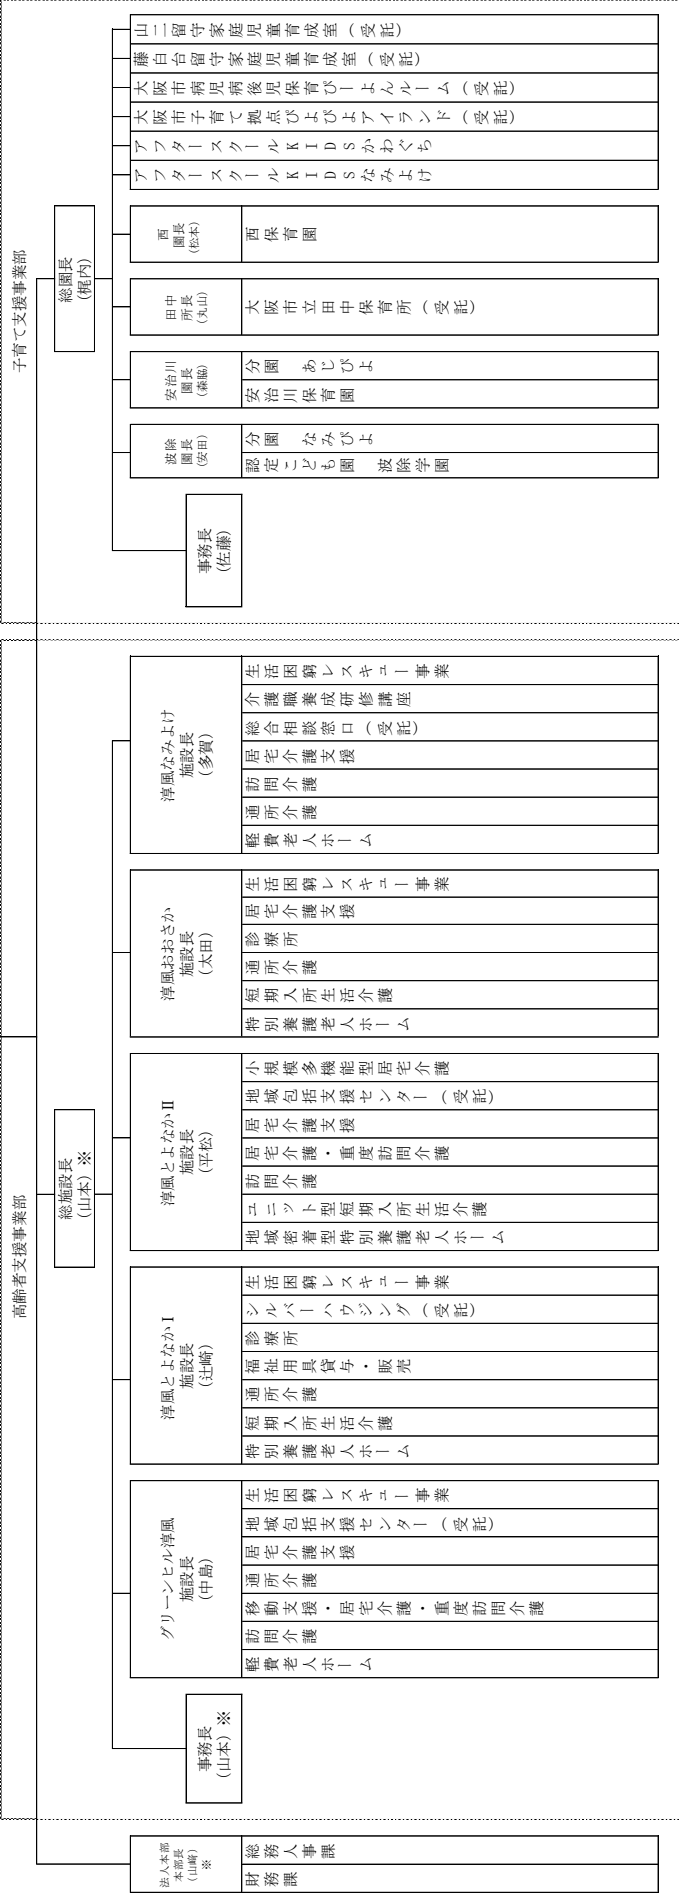 子育て支援事業部
総園長
(梶内)
山二留守家庭児童育成室(受託)
藤白台留守家庭児童育成室(受託)
大阪市病児病後児保育ぴーよんルーム(受託)
大阪市子育て拠点ぴよぴよアイランド(受託)
アフタースクールKIDSかわぐち
アフタースクールKIDSなみよけ
西
園長
(松本)
西保育園
田中
所長
(丸山)
大阪市立田中保育所(受託)
安治川
園長
(森脇)
分園 あじぴよ
安治川保育園
波除
園長
(安田)
分園 なみぴよ
認定こども園 波除学園
事務長
(佐藤)
高齢者支援事業部
総施設長
(山本)※
淳風なみよけ
施設長
(多賀)
生活困窮レスキュー事業
介護職養成研修講座
総合相談窓口(受託)
居宅介護支援
訪問介護
通所介護
軽費老人ホーム
淳風おおさか
施設長
(太田)
生活困窮レスキュー事業
居宅介護支援
診療所
通所介護
短期入所生活介護
特別養護老人ホーム
淳風とよなかⅡ
施設長
(平松)
小規模多機能型居宅介護
地域包括支援センター(受託)
居宅介護支援
居宅介護・重度訪問介護
訪問介護
ユニット型短期入所生活介護
地域密着型特別養護老人ホーム
淳風とよなかⅠ
施設長
(辻崎)
生活困窮レスキュー事業
シルバーハウジング(受託)
診療所
福祉用具貸与・販売
通所介護
短期入所生活介護
特別養護老人ホーム
グリーンヒル淳風
施設長
(中島)
生活困窮レスキュー事業
地域包括支援センター(受託)
居宅介護支援
通所介護
移動支援・居宅介護・重度訪問介護
訪問介護
軽費老人ホーム
事務長
(山本)※
法人本部
本部長
(山崎)
※
総務人事課
財務課